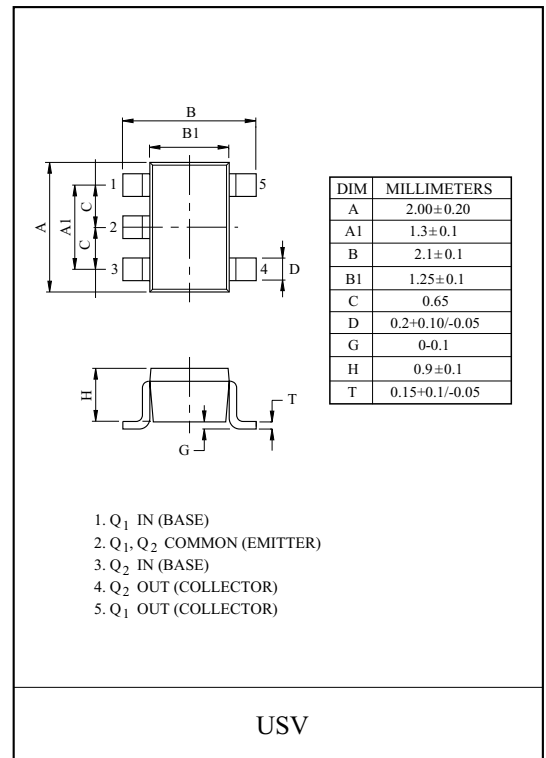 B
B1
1
5
A
A1
C
C
2
3
4
D
DIM MILLIMETERS
A 2.00±0.20
A1 1.3±0.1
B 2.1±0.1
B1 1.25±0.1
C 0.65
D 0.2+0.10/-0.05
G 0-0.1
H 0.9±0.1
T 0.15+0.1/-0.05
H
T
G
1. Q1 IN (BASE)
2. Q1, Q2 COMMON (EMITTER)
3. Q2 IN (BASE)
4. Q2 OUT (COLLECTOR)
5. Q1 OUT (COLLECTOR)
USV